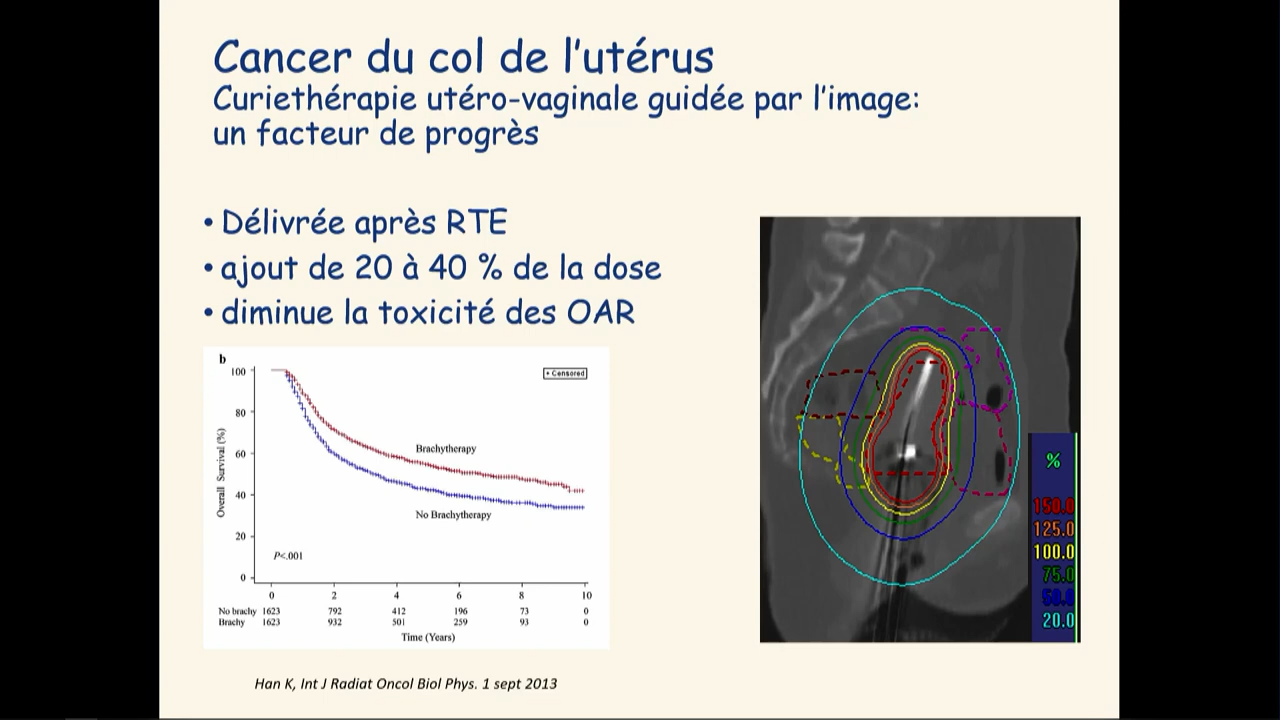 Cancer du col de l'utérus
Curiethérapie utéro-vaginale guidée par l'image:
un facteur de progrès
• Délivrée après RTE
• ajout de 20 à 40 % de la dose
• diminue la toxicité des OAR
b
+ Censored
100
80
60
40
20
0
Overall Survival (%)
Brachytherapy
No Brachytherapy
P<.001
0 2 4 6 8 10
No brachy 1623 792 412 196 73 0
Brachy 1623 932 501 259 93 0
Time (Years)
%
150.0
125.0
100.0
75.0
50.0
20.0
Han K, Int J Radiat Oncol Biol Phys. 1 sept 2013